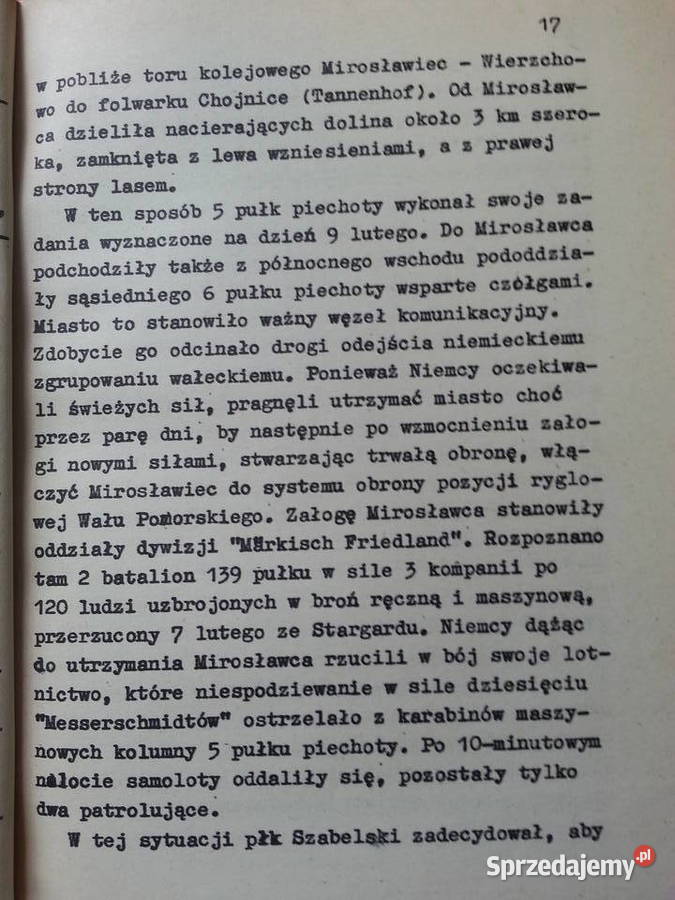 17
w pobliże toru kolejowego Mirosławiec - Wierzcho-
wo do folwarku Chojnice (Tannenhof). Od Mirosław-
ca dzieliła nacierających dolina około 3 km szero-
ka, zamknięta z lewa wzniesieniami, a z prawej
strony lasem.
W ten sposób 5 pułk piechoty wykonał swoje za-
dania wyznaczone na dzień 9 lutego. Do Mirosławca
podchodziły także z północnego wschodu pododdzia-
ły sąsiedniego 6 pułku piechoty wsparte czołgami.
Miasto to stanowiło ważny węzeł komunikacyjny.
Zdobycie go odcinało drogi odejścia niemieckiemu
zgrupowaniu wałeckiemu. Ponieważ Niemcy oczekiwa-
li świeżych sił, pragnęli utrzymać miasto choć
przez parę dni, by następnie po wzmocnieniu zało-
gi nowymi siłami, stwarzając trwałą obronę, włą-
czyć Mirosławiec do systemu obrony pozycji ryglo-
wej Wału Pomorskiego. Załogę Mirosławca stanowiły
oddziały dywizji "Märkisch Friedland". Rozpoznano
tam 2 batalion 139 pułku w sile 3 kompanii po
120 ludzi uzbrojonych w broń ręczną i maszynową,
przerzucony 7 lutego ze Stargardu. Niemcy dążąc
do utrzymania Mirosławca rzucili w bój swoje lot-
nictwo, które niespodziewanie w sile dziesięciu
"Messerschmidtów" ostrzelało z karabinów maszy-
nowych kolumny 5 pułku piechoty. Po 10-minutowym
nalocie samoloty oddaliły się, pozostały tylko
dwa patrolujące.
W tej sytuacji płk Szabelski zadecydował, aby
Sprzedajemy.pl